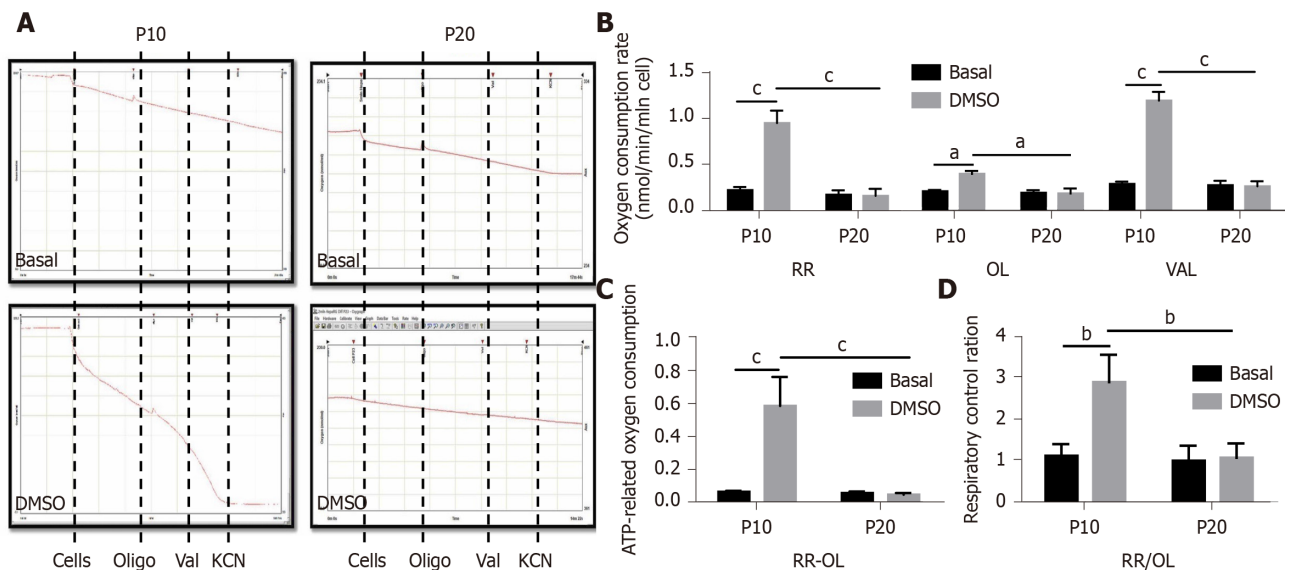 A
P10
P20
Basal
Basal
DMSO
DMSO
Cells Oligo Val KCN
Cells Oligo Val KCN
B
Oxygen consumption rate
(nmol/min/mln cell)
1.5
1.0
0.5
0.0
Basal
DMSO
c c
a a
c c
P10 P20 P10 P20 P10 P20
RR OL VAL
C
ATP-related oxygen consumption
1.0
0.8
0.6
0.4
0.2
0.0
c c
Basal
DMSO
P10 P20
RR-OL
D
Respiratory control ration
4
3
2
1
0
b b
Basal
DMSO
P10 P20
RR/OL